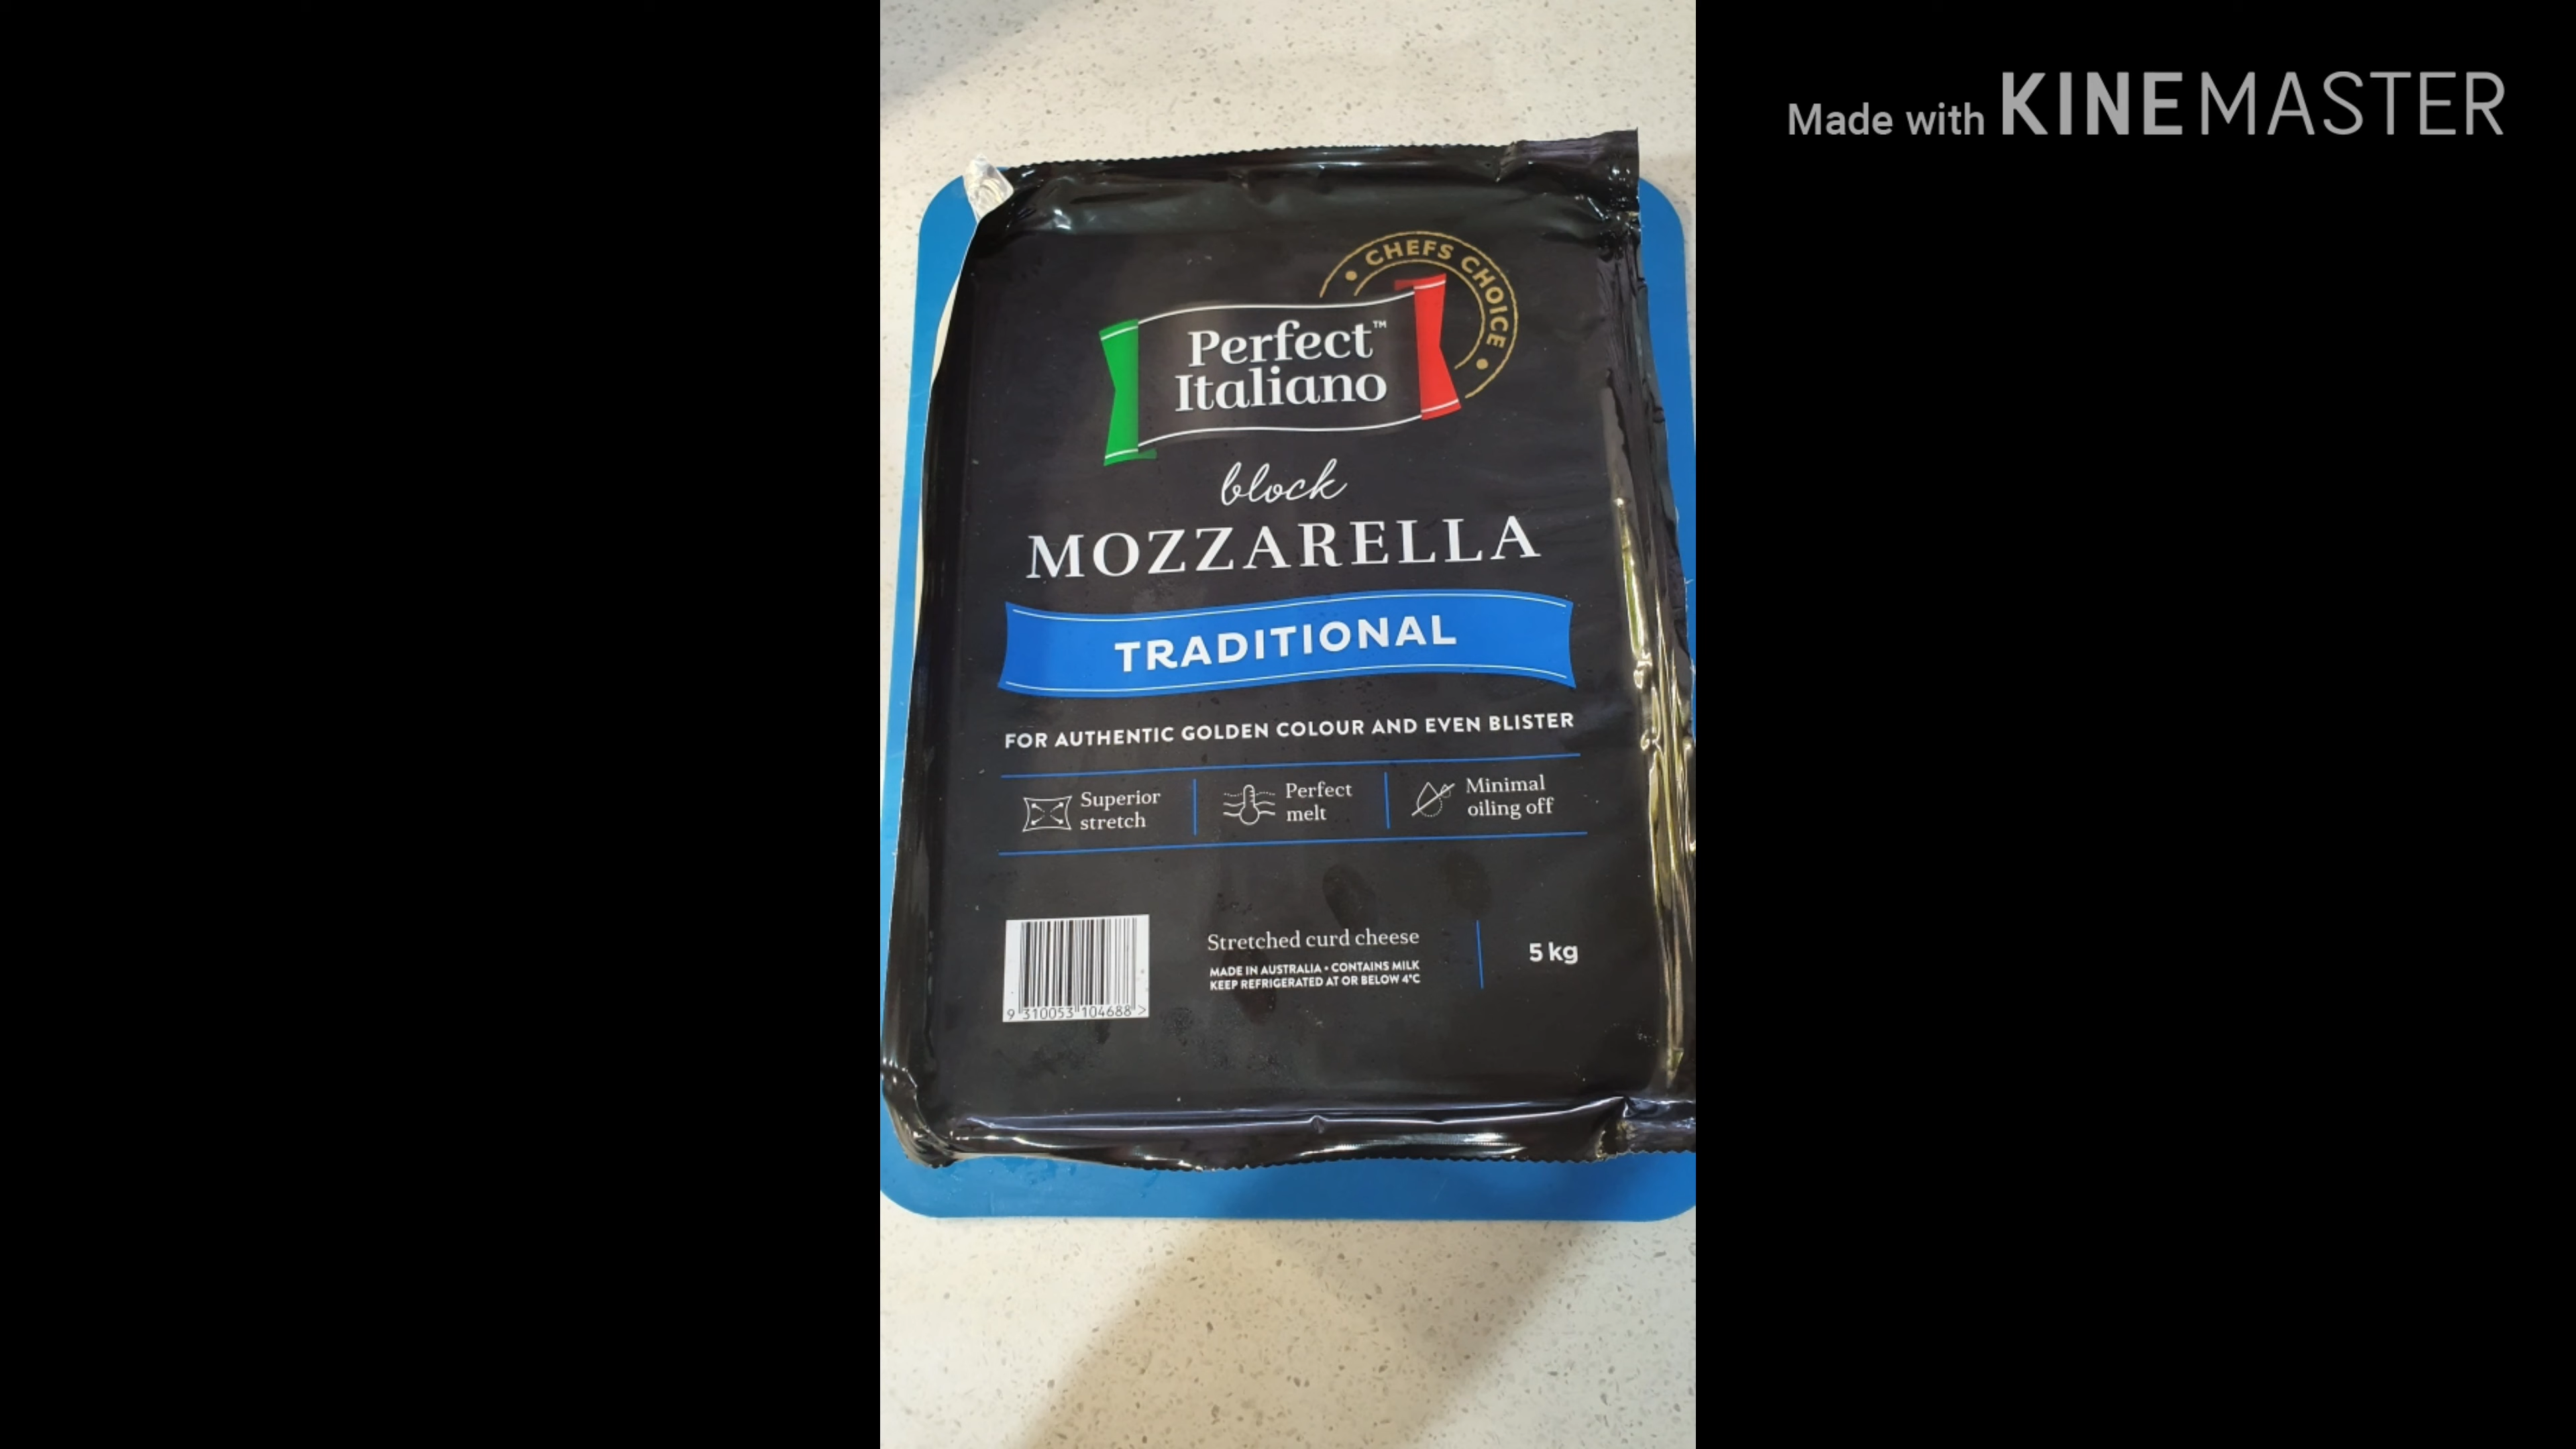 Made with KINEMASTER
CHEFS CHOICE
Perfect™
Italiano
block
MOZZARELLA
TRADITIONAL
FOR AUTHENTIC GOLDEN COLOUR AND EVEN BLISTER
Superior
stretch
Perfect
melt
Minimal
oiling off
Stretched curd cheese
MADE IN AUSTRALIA • CONTAINS MILK
KEEP REFRIGERATED AT OR BELOW 4°C
5 kg
9 310053 104688 >